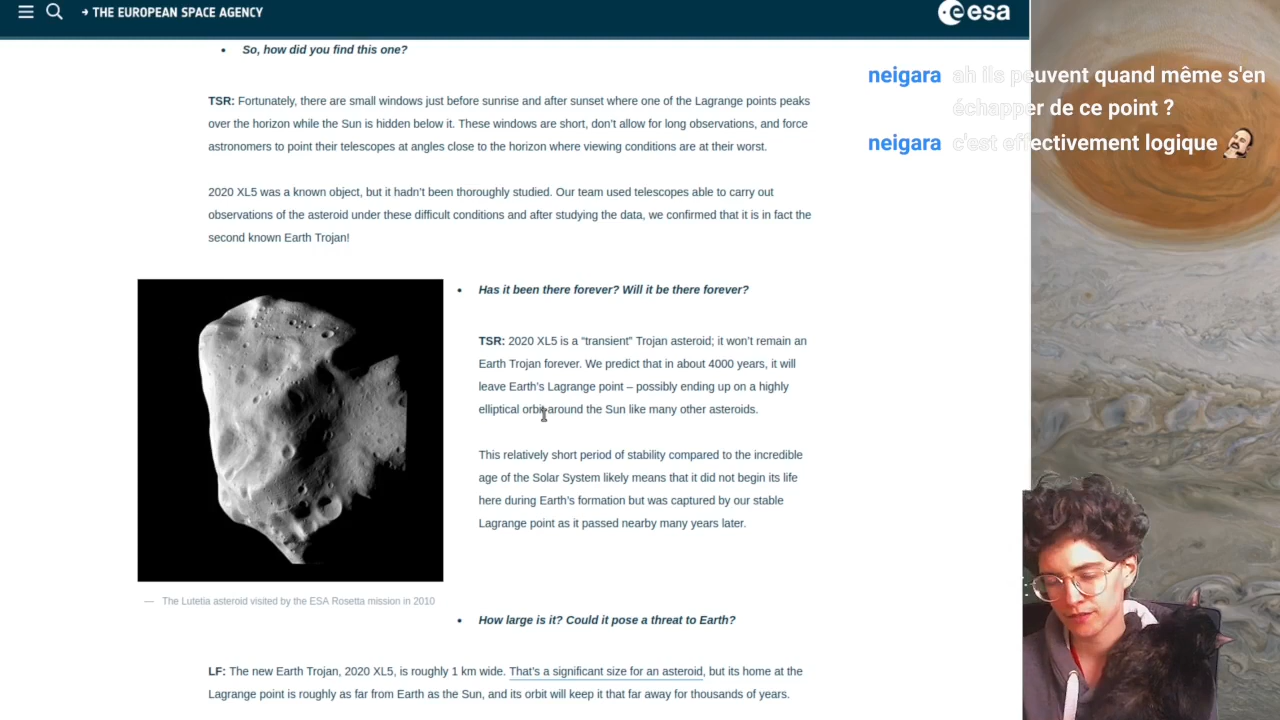 → THE EUROPEAN SPACE AGENCY
esa
• So, how did you find this one?
TSR: Fortunately, there are small windows just before sunrise and after sunset where one of the Lagrange points peaks
over the horizon while the Sun is hidden below it. These windows are short, don’t allow for long observations, and force
astronomers to point their telescopes at angles close to the horizon where viewing conditions are at their worst.
2020 XL5 was a known object, but it hadn’t been thoroughly studied. Our team used telescopes able to carry out
observations of the asteroid under these difficult conditions and after studying the data, we confirmed that it is in fact the
second known Earth Trojan!
• Has it been there forever? Will it be there forever?
TSR: 2020 XL5 is a “transient” Trojan asteroid; it won’t remain an
Earth Trojan forever. We predict that in about 4000 years, it will
leave Earth’s Lagrange point – possibly ending up on a highly
elliptical orbit around the Sun like many other asteroids.
This relatively short period of stability compared to the incredible
age of the Solar System likely means that it did not begin its life
here during Earth’s formation but was captured by our stable
Lagrange point as it passed nearby many years later.
— The Lutetia asteroid visited by the ESA Rosetta mission in 2010
• How large is it? Could it pose a threat to Earth?
LF: The new Earth Trojan, 2020 XL5, is roughly 1 km wide. That’s a significant size for an asteroid, but its home at the
Lagrange point is roughly as far from Earth as the Sun, and its orbit will keep it that far away for thousands of years.
neigara ah ils peuvent quand même s'en
échapper de ce point ?
neigara c'est effectivement logique